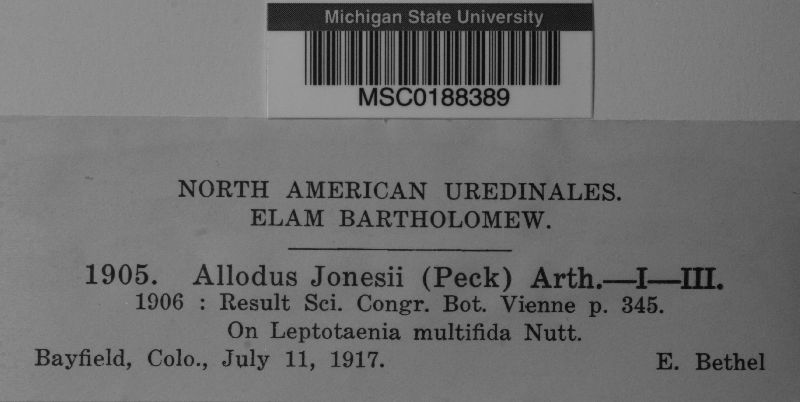 Michigan State University
MSC0188389
NORTH AMERICAN UREDINALES.
ELAM BARTHOLOMEW.
1905. Allodus Jonesii (Peck) Arth.—I—III.
1906 : Result Sci. Congr. Bot. Vienne p. 345.
On Leptotaenia multifida Nutt.
Bayfield, Colo., July 11, 1917. E. Bethel